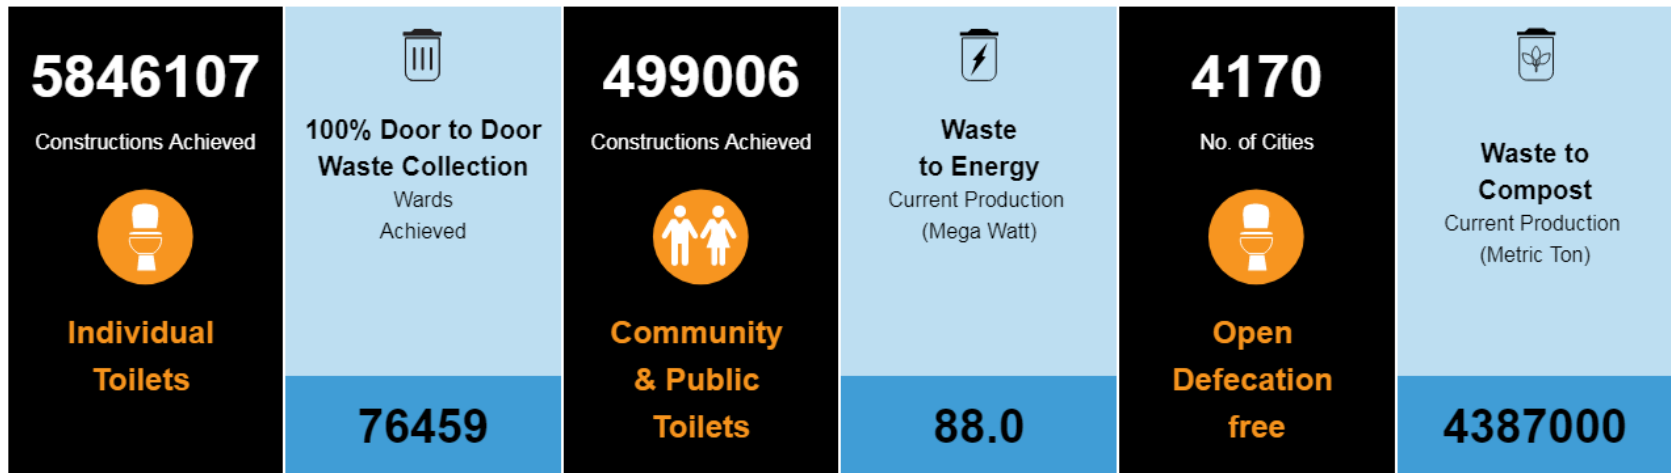 5846107
Constructions Achieved
Individual
Toilets
100% Door to Door
Waste Collection
Wards
Achieved
76459
499006
Constructions Achieved
Community
& Public
Toilets
Waste
to Energy
Current Production
(Mega Watt)
88.0
4170
No. of Cities
Open
Defecation
free
Waste to
Compost
Current Production
(Metric Ton)
4387000